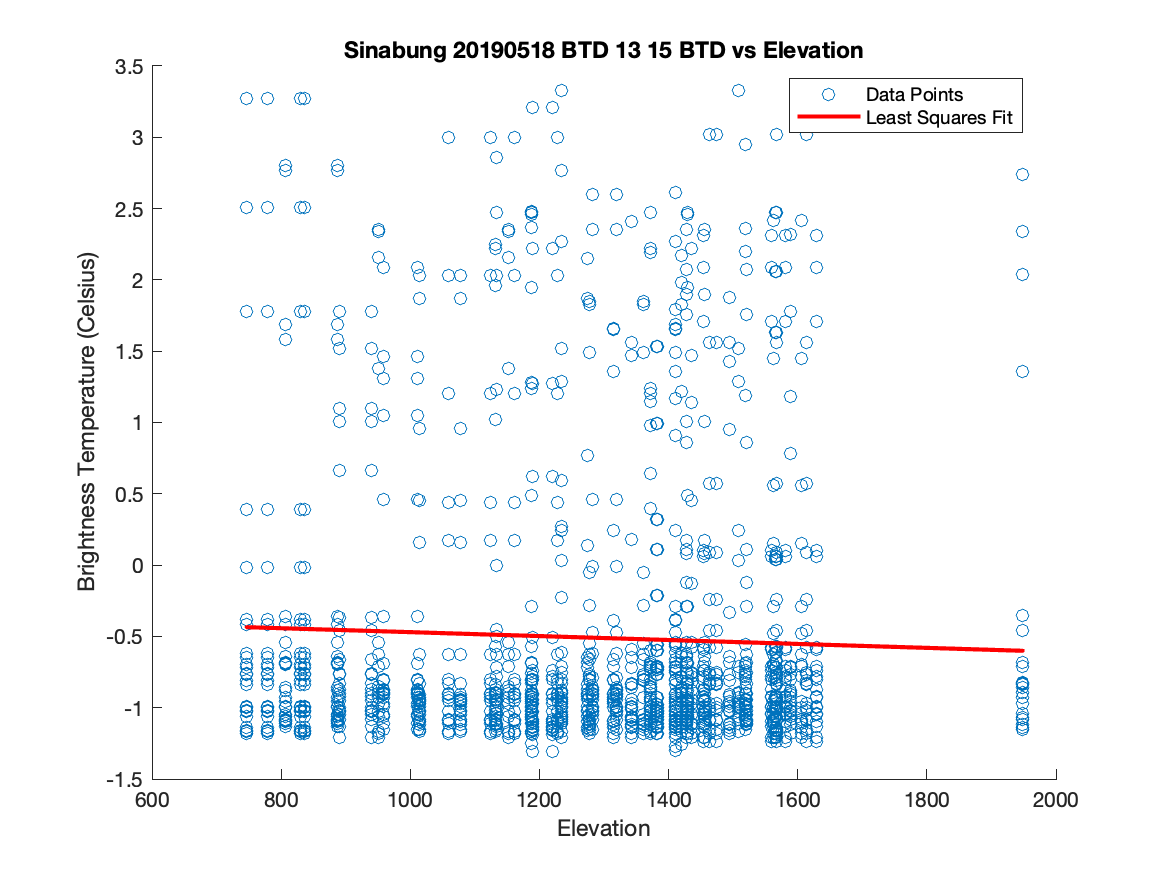 Sinabung 20190518 BTD 13 15 BTD vs Elevation
3.5
3
2.5
2
1.5
1
0.5
0
-0.5
-1
-1.5
Brightness Temperature (Celsius)
Data Points
Least Squares Fit
600 800 1000 1200 1400 1600 1800 2000
Elevation